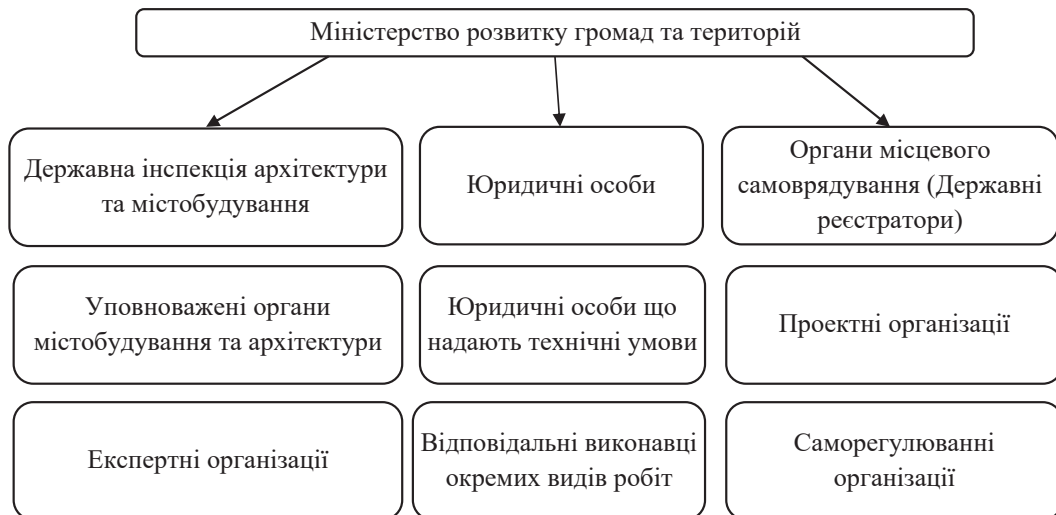 Міністерство розвитку громад та територій
Державна інспекція архітектури
та містобудування
Юридичні особи
Органи місцевого
самоврядування (Державні
реєстратори)
Уповноважені органи
містобудування та архітектури
Юридичні особи що
надають технічні умови
Проектні організації
Експертні організації
Відповідальні виконавці
окремих видів робіт
Саморегулюванні
організації